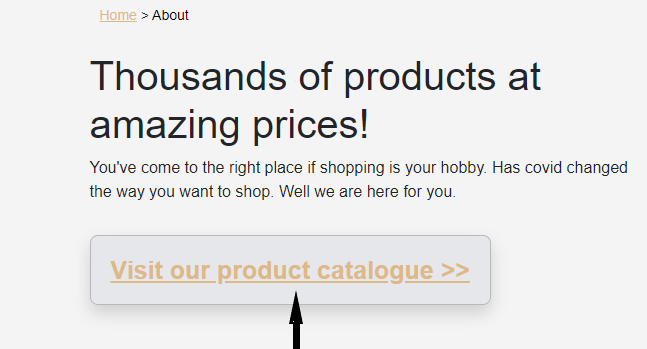 Home > About
Thousands of products at
amazing prices!
You've come to the right place if shopping is your hobby. Has covid changed
the way you want to shop. Well we are here for you.
Visit our product catalogue >>